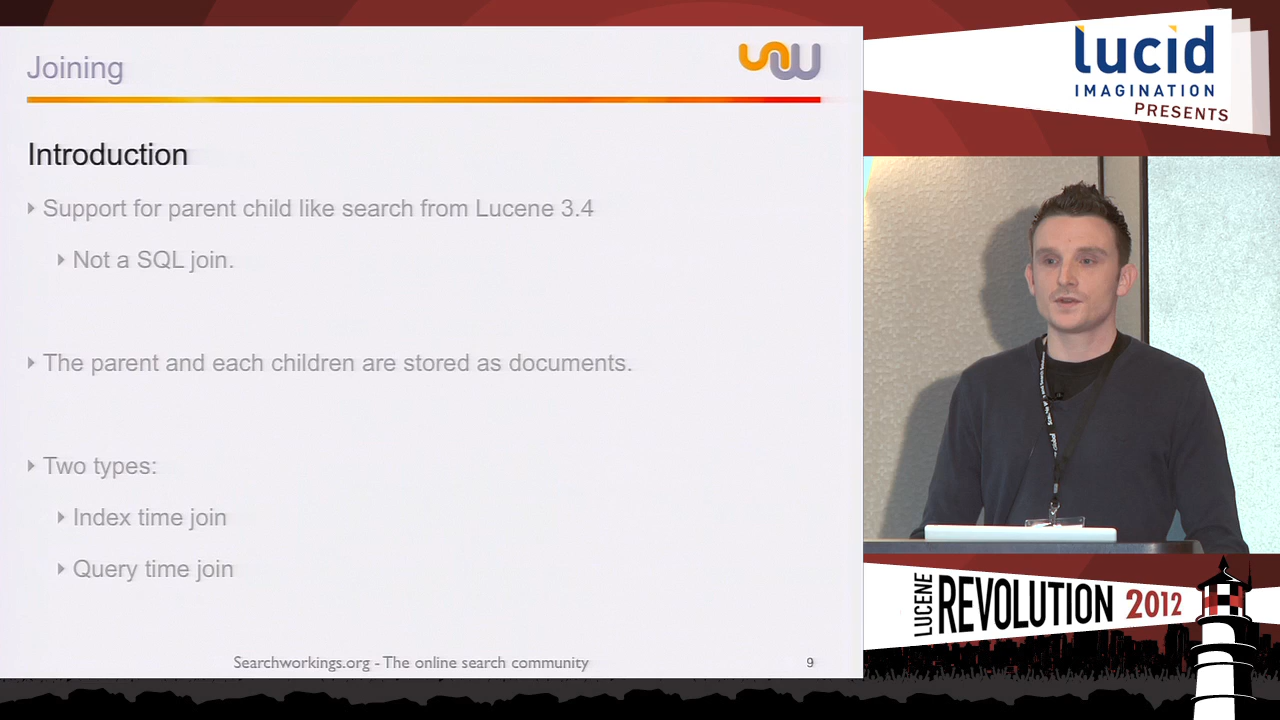 Joining
Introduction
Support for parent child like search from Lucene 3.4
Not a SQL join.
The parent and each children are stored as documents.
Two types:
Index time join
Query time join
Searchworkings.org - The online search community
9
lucid
IMAGINATION
PRESENTS
LUCENE
REVOLUTION 2012